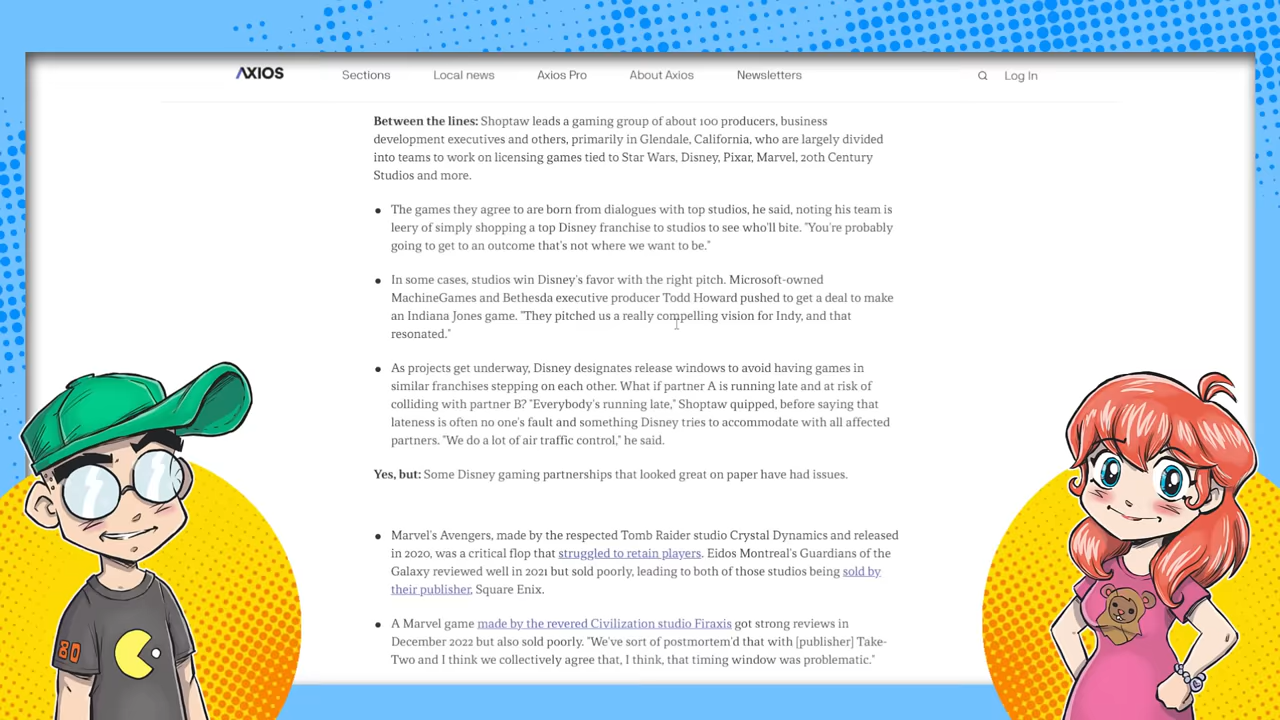 AXIOS
Sections
Local news
Axios Pro
About Axios
Newsletters
Log In
Between the lines: Shoptaw leads a gaming group of about 100 producers, business
development executives and others, primarily in Glendale, California, who are largely divided
into teams to work on licensing games tied to Star Wars, Disney, Pixar, Marvel, 20th Century
Studios and more.
• The games they agree to are born from dialogues with top studios, he said, noting his team is
leery of simply shopping a top Disney franchise to studios to see who'll bite. "You're probably
going to get to an outcome that's not where we want to be."
• In some cases, studios win Disney's favor with the right pitch. Microsoft-owned
MachineGames and Bethesda executive producer Todd Howard pushed to get a deal to make
an Indiana Jones game. "They pitched us a really compelling vision for Indy, and that
resonated."
• As projects get underway, Disney designates release windows to avoid having games in
similar franchises stepping on each other. What if partner A is running late and at risk of
colliding with partner B? "Everybody's running late," Shoptaw quipped, before saying that
lateness is often no one's fault and something Disney tries to accommodate with all affected
partners. "We do a lot of air traffic control," he said.
Yes, but: Some Disney gaming partnerships that looked great on paper have had issues.
• Marvel's Avengers, made by the respected Tomb Raider studio Crystal Dynamics and released
in 2020, was a critical flop that struggled to retain players. Eidos Montreal's Guardians of the
Galaxy reviewed well in 2021 but sold poorly, leading to both of those studios being sold by
their publisher, Square Enix.
• A Marvel game made by the revered Civilization studio Firaxis got strong reviews in
December 2022 but also sold poorly. "We've sort of postmortem'd that with [publisher] Take-
Two and I think we collectively agree that, I think, that timing window was problematic."
80